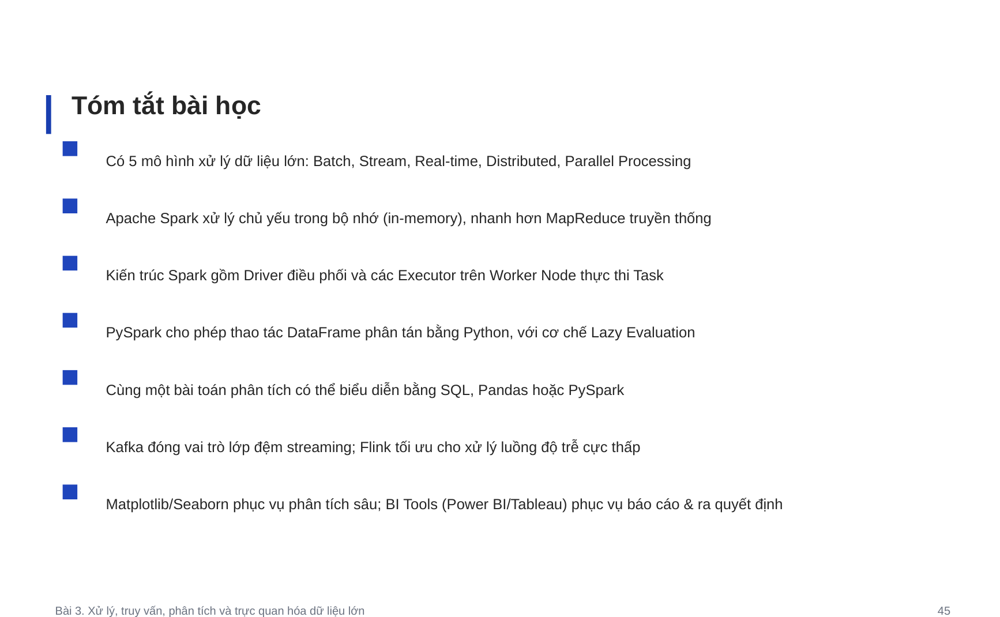 Tóm tắt bài học
Có 5 mô hình xử lý dữ liệu lớn: Batch, Stream, Real-time, Distributed, Parallel Processing
Apache Spark xử lý chủ yếu trong bộ nhớ (in-memory), nhanh hơn MapReduce truyền thống
Kiến trúc Spark gồm Driver điều phối và các Executor trên Worker Node thực thi Task
PySpark cho phép thao tác DataFrame phân tán bằng Python, với cơ chế Lazy Evaluation
Cùng một bài toán phân tích có thể biểu diễn bằng SQL, Pandas hoặc PySpark
Kafka đóng vai trò lớp đệm streaming; Flink tối ưu cho xử lý luồng độ trễ cực thấp
Matplotlib/Seaborn phục vụ phân tích sâu; BI Tools (Power BI/Tableau) phục vụ báo cáo & ra quyết định
Bài 3. Xử lý, truy vấn, phân tích và trực quan hóa dữ liệu lớn
45